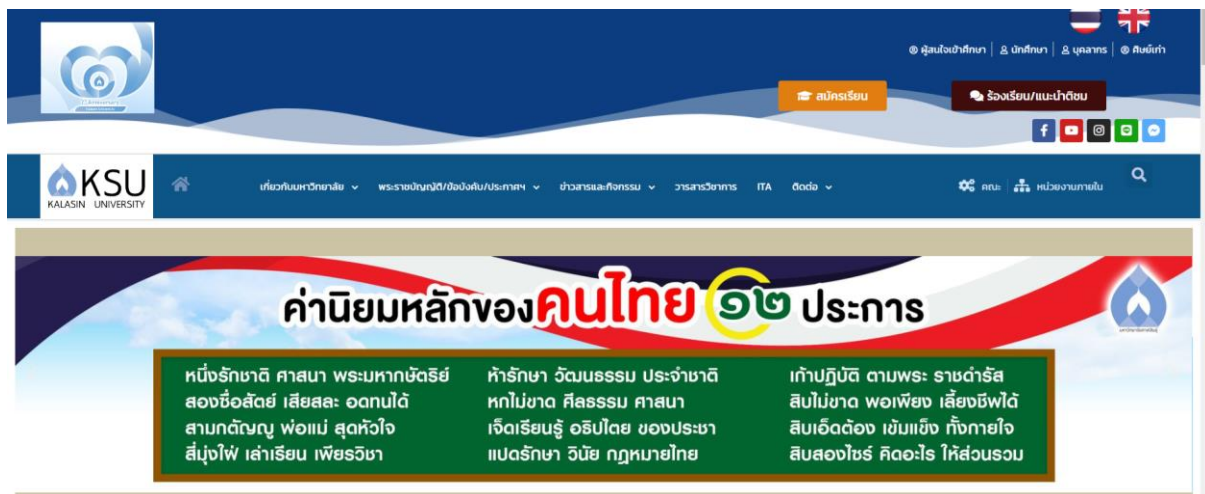 ผู้สนใจเข้าศึกษา | นักศึกษา | บุคลากร | ศิษย์เก่า
สมัครเรียน ร้องเรียน/แนะนำติชม
KSU
KALASIN UNIVERSITY
เกี่ยวกับมหาวิทยาลัย พระราชบัญญัติ/ข้อบังคับ/ประกาศฯ ข่าวสารและกิจกรรม วารสารวิชาการ ITA ติดต่อ คณะ หน่วยงานภายใน
ค่านิยมหลักของคนไทย ๑๒ ประการ
หนึ่งรักชาติ ศาสนา พระมหากษัตริย์
สองซื่อสัตย์ เสียสละ อดทนได้
สามกตัญญู พ่อแม่ สุดหัวใจ
สี่มุ่งใฝ่ เล่าเรียน เพียรวิชา
ห้ารักษา วัฒนธรรม ประจำชาติ
หกไม่ขาด ศีลธรรม ศาสนา
เจ็ดเรียนรู้ อธิปไตย ของประชา
แปดรักษา วินัย กฎหมายไทย
เก้าปฏิบัติ ตามพระ ราชดำรัส
สิบไม่ขาด พอเพียง เลี้ยงชีพได้
สิบเอ็ดต้อง เข้มแข็ง ทั้งกายใจ
สิบสองไซร์ คิดอะไร ให้ส่วนรวม